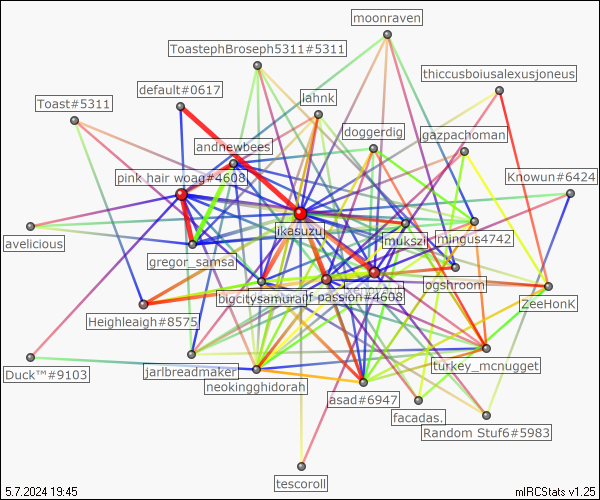 moonraven
ToastephBroseph5311#5311
thiccusboiusalexusjoneus
default#0617
Toast#5311
iahnk
doggerdig
gazpachoman
andnewbees
pink hair woag#4608
Knowun#6424
ikasuzu
mukszi
mingus4742
avelicious
gregor_samsa
ogshroom
bigcitysamurai
of passion#4608
ZeeHonK
Heighleaigh#8575
Duck™#9103
jarlbreadmaker
turkey_mcnugget
neokingghidorah
asad#6947
facadas.
Random Stuf6#5983
tescoroll
5.7.2024 19:45
mIRCStats v1.25